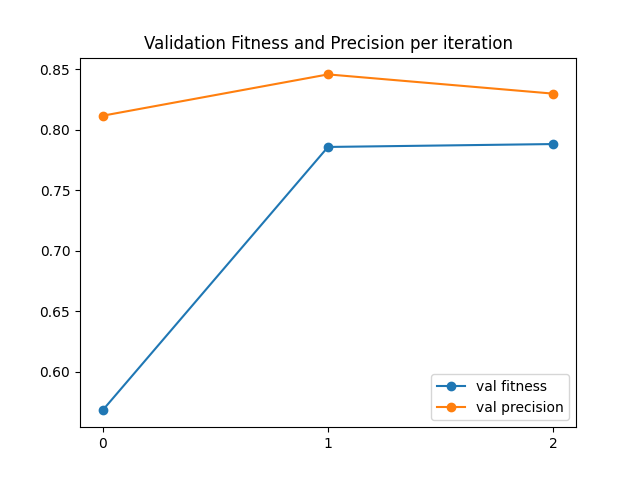 Validation Fitness and Precision per iteration
0.85
0.80
0.75
0.70
0.65
0.60
val fitness
val precision
0 1 2